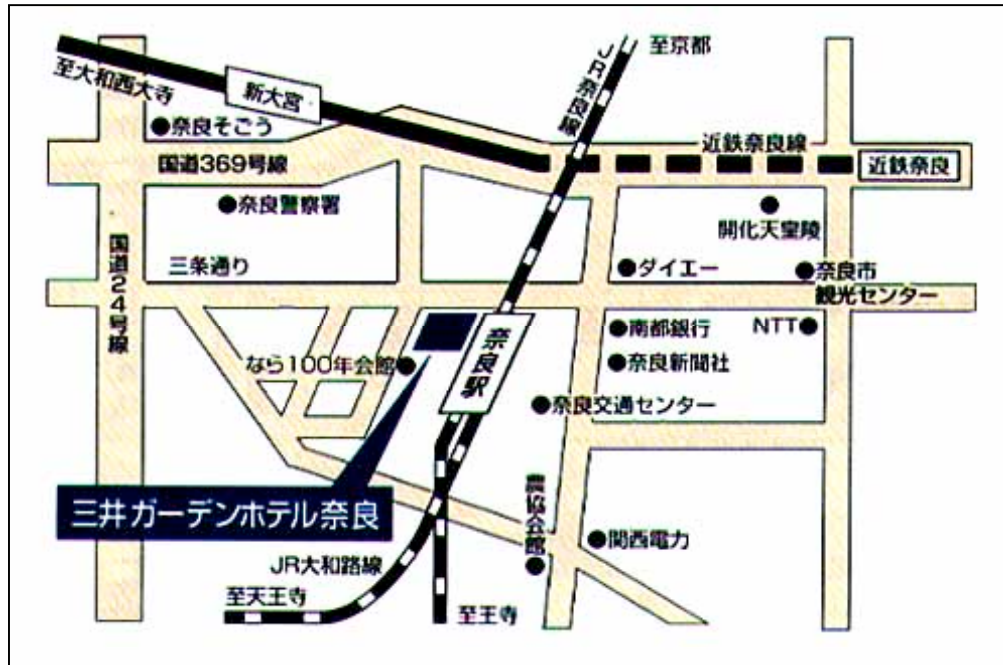 至京都
JR奈良線
至大和西大寺
新大宮
奈良そごう
近鉄奈良線
国道369号線
近鉄奈良
奈良警察署
開化天皇陵
国道24号線
三条通り
ダイエー
奈良市
観光センター
奈良駅
南都銀行
NTT
なら100年会館
奈良新聞社
奈良交通センター
三井ガーデンホテル奈良
農協会館
関西電力
JR大和路線
至天王寺
至王寺